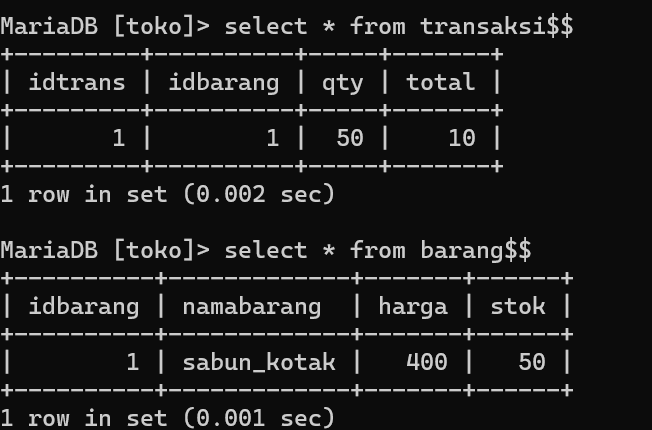 MariaDB [toko]> select * from transaksi$$
+---------+----------+-----+-------+
| idtrans | idbarang | qty | total |
+---------+----------+-----+-------+
|       1 |        1 |  50 |    10 |
+---------+----------+-----+-------+
1 row in set (0.002 sec)

MariaDB [toko]> select * from barang$$
+----------+-------------+-------+------+
| idbarang | namabarang  | harga | stok |
+----------+-------------+-------+------+
|        1 | sabun_kotak |   400 |   50 |
+----------+-------------+-------+------+
1 row in set (0.001 sec)